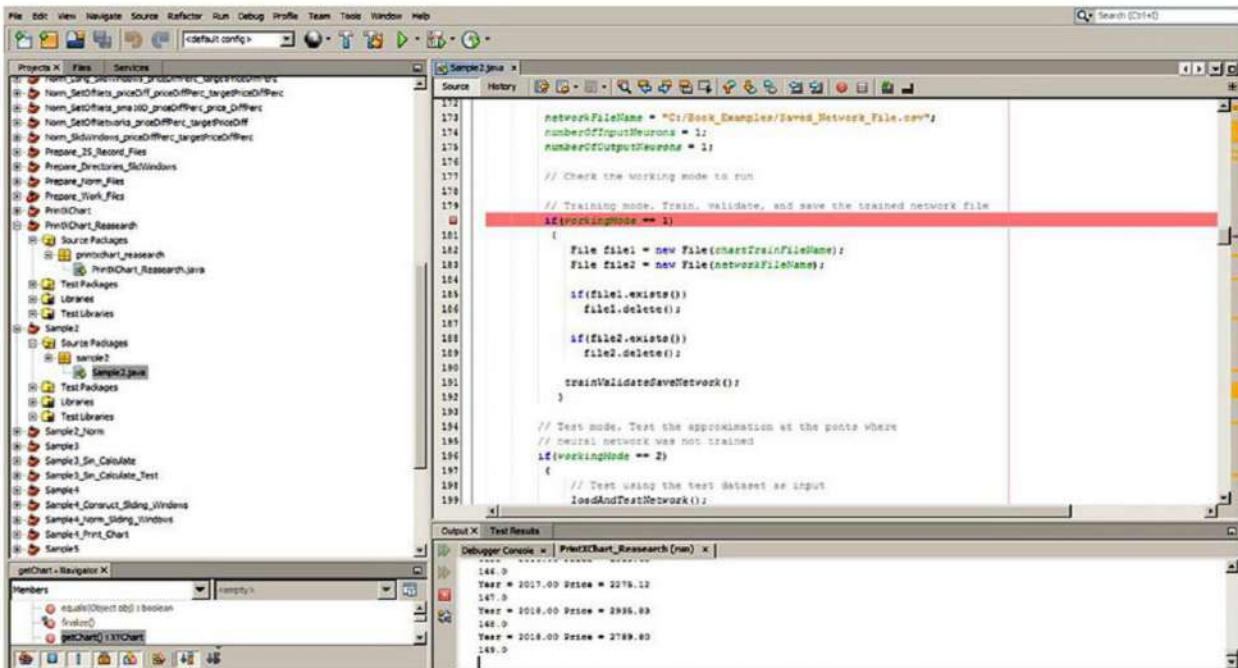 File Edit View Navigate Source Refactor Run Debug Profile Team Tools Window Help
Search (Ctrl+I)
<default config>
Projects X Files Services
Norm_SetOfNets_priceDiff_priceDiffPerc_targetPriceDiffPerc
Norm_SetOfNets_sma10D_priceDiffPerc_price_DiffPerc
Norm_SetOfNetworks_priceDiffPerc_targetPriceDiff
Norm_SlidWindows_priceDiffPerc_targetPriceDiffPerc
Prepare_2S_Record_Files
Prepare_Directories_SlidWindows
Prepare_Norm_Files
Prepare_Work_Files
PrintXChart
PrintXChart_Reasearch
Source Packages
printxchart_reasearch
PrintXChart_Reasearch.java
Test Packages
Libraries
Test Libraries
Sample2
Source Packages
sample2
Sample2.java
Test Packages
Libraries
Test Libraries
Sample2_Norm
Sample3
Sample3_Sin_Calculate
Sample3_Sin_Calculate_Test
Sample4
Sample4_Construct_Sliding_Windows
Sample4_Norm_Sliding_Windows
Sample4_Print_Chart
Sample5
getChart - Navigator X
Members <empty>
equals(Object obj) : boolean
finalize()
getChart() : XYChart
Sample2.java x
Source History
172
173 networkFileName = "C:/Book_Examples/Saved_Network_File.csv";
174 numberOfInputNeurons = 1;
175 numberOfOutputNeurons = 1;
176
177 // Check the working mode to run
178
179 // Training mode. Train, validate, and save the trained network file
if(workingMode == 1)
181 {
182 File file1 = new File(chartTrainFileName);
183 File file2 = new File(networkFileName);
184
185 if(file1.exists())
186 file1.delete();
187
188 if(file2.exists())
189 file2.delete();
190
191 trainValidateSaveNetwork();
192 }
193
194 // Test mode. Test the approximation at the ponts where
195 // neural network was not trained
196 if(workingMode == 2)
197 {
198 // Test using the test dataset as input
199 loadAndTestNetwork();
Output X Test Results
Debugger Console x PrintXChart_Reasearch (run) x
146.0
Year = 2017.00 Price = 2275.12
147.0
Year = 2018.00 Price = 2935.83
148.0
Year = 2018.00 Price = 2789.80
149.0